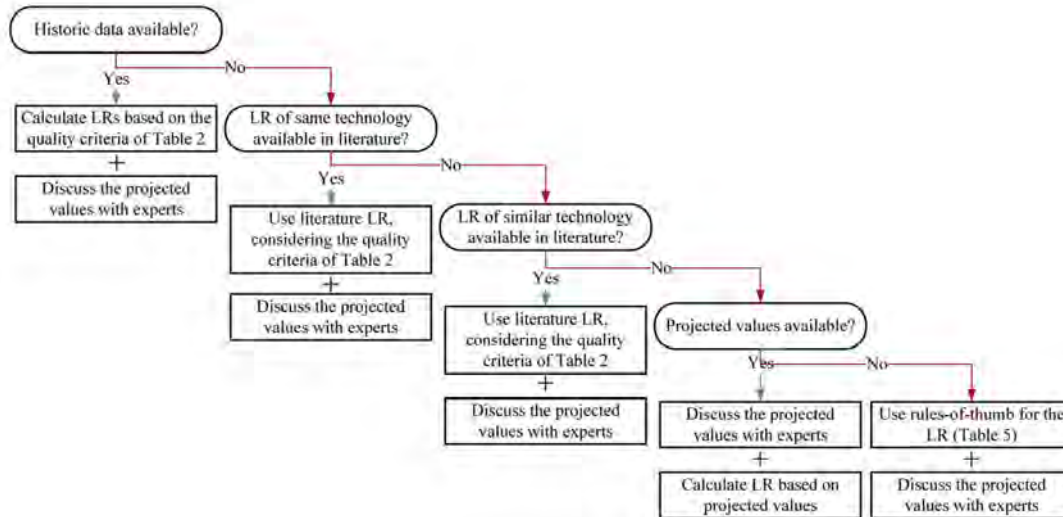 Historic data available?
No
Yes
Calculate LRs based on the
quality criteria of Table 2
+
Discuss the projected
values with experts
LR of same technology
available in literature?
No
Yes
Use literature LR,
considering the quality
criteria of Table 2
+
Discuss the projected
values with experts
LR of similar technology
available in literature?
No
Yes
Use literature LR,
considering the quality
criteria of Table 2
+
Discuss the projected
values with experts
Projected values available?
Yes
No
Discuss the projected
values with experts
+
Calculate LR based on
projected values
Use rules-of-thumb for the
LR (Table 5)
+
Discuss the projected
values with experts